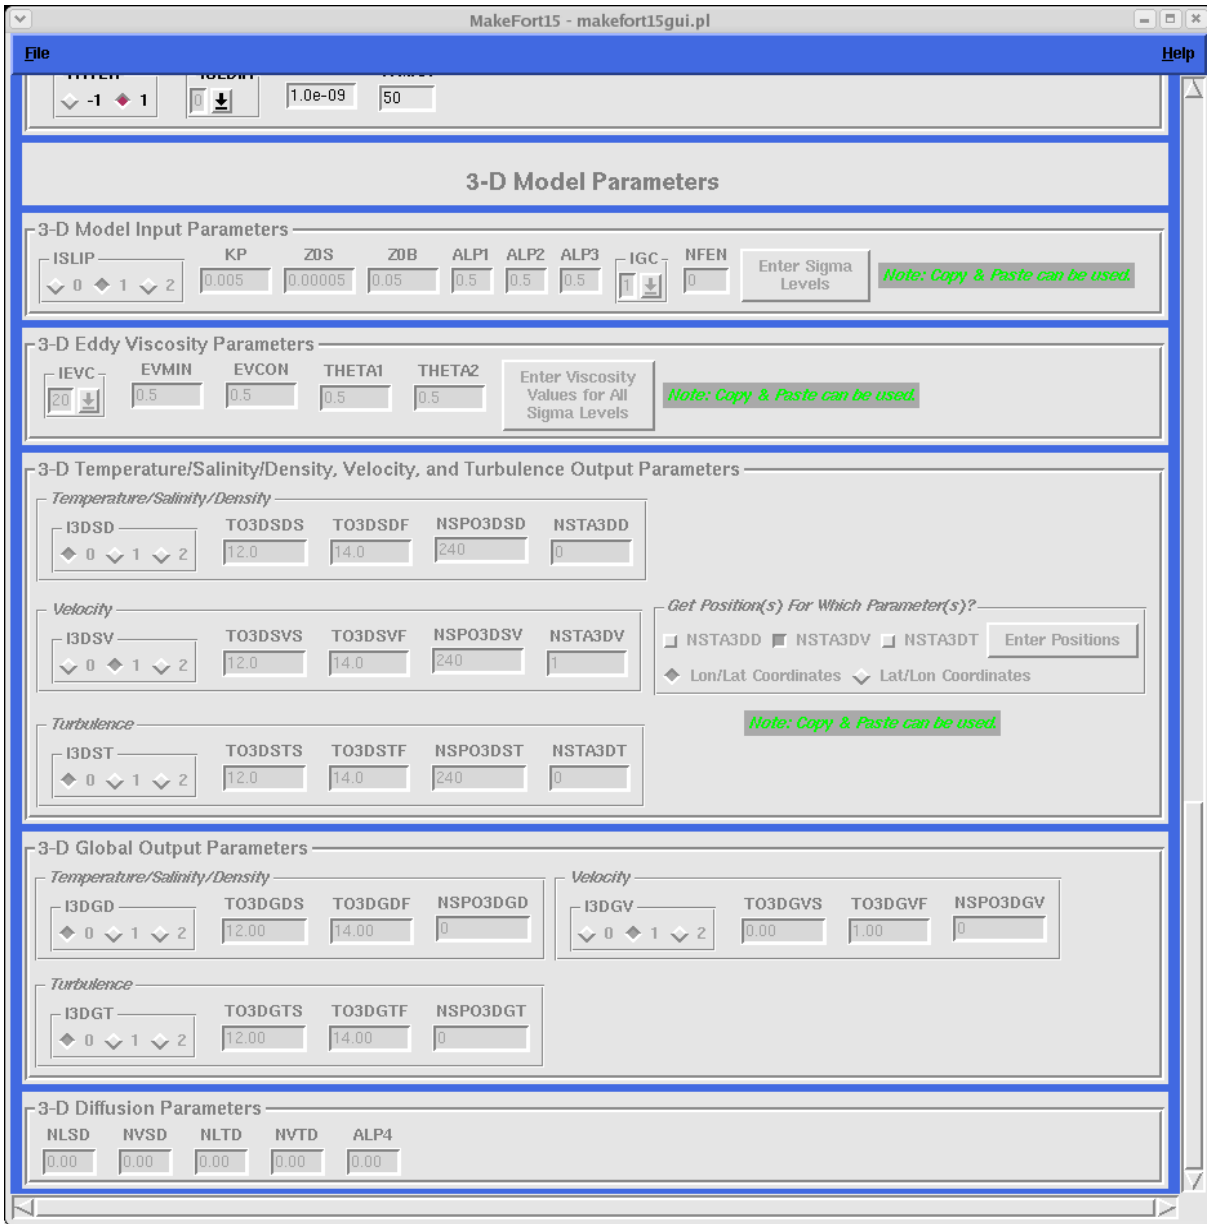 MakeFort15 - makefort15gui.pl
File Help
-1 1 0 1.0e-09 50
3-D Model Parameters
3-D Model Input Parameters
ISLIP KP Z0S Z0B ALP1 ALP2 ALP3 IGC NFEN
0 1 2 0.005 0.00005 0.05 0.5 0.5 0.5 1 0 Enter Sigma Levels Note: Copy & Paste can be used.
3-D Eddy Viscosity Parameters
IEVC EVMIN EVCON THETA1 THETA2
20 0.5 0.5 0.5 0.5 Enter Viscosity Values for All Sigma Levels Note: Copy & Paste can be used.
3-D Temperature/Salinity/Density, Velocity, and Turbulence Output Parameters
Temperature/Salinity/Density
I3DSD TO3DSDS TO3DSDF NSPO3DSD NSTA3DD
0 1 2 12.0 14.0 240 0
Velocity
I3DSV TO3DSVS TO3DSVF NSPO3DSV NSTA3DV
0 1 2 12.0 14.0 240 1
Get Position(s) For Which Parameter(s)?
NSTA3DD NSTA3DV NSTA3DT Enter Positions
Lon/Lat Coordinates Lat/Lon Coordinates
Note: Copy & Paste can be used.
Turbulence
I3DST TO3DSTS TO3DSTF NSPO3DST NSTA3DT
0 1 2 12.0 14.0 240 0
3-D Global Output Parameters
Temperature/Salinity/Density
I3DGD TO3DGDS TO3DGDF NSPO3DGD
0 1 2 12.00 14.00 0
Velocity
I3DGV TO3DGVS TO3DGVF NSPO3DGV
0 1 2 0.00 1.00 0
Turbulence
I3DGT TO3DGTS TO3DGTF NSPO3DGT
0 1 2 12.00 14.00 0
3-D Diffusion Parameters
NLSD NVSD NLTD NVTD ALP4
0.00 0.00 0.00 0.00 0.00